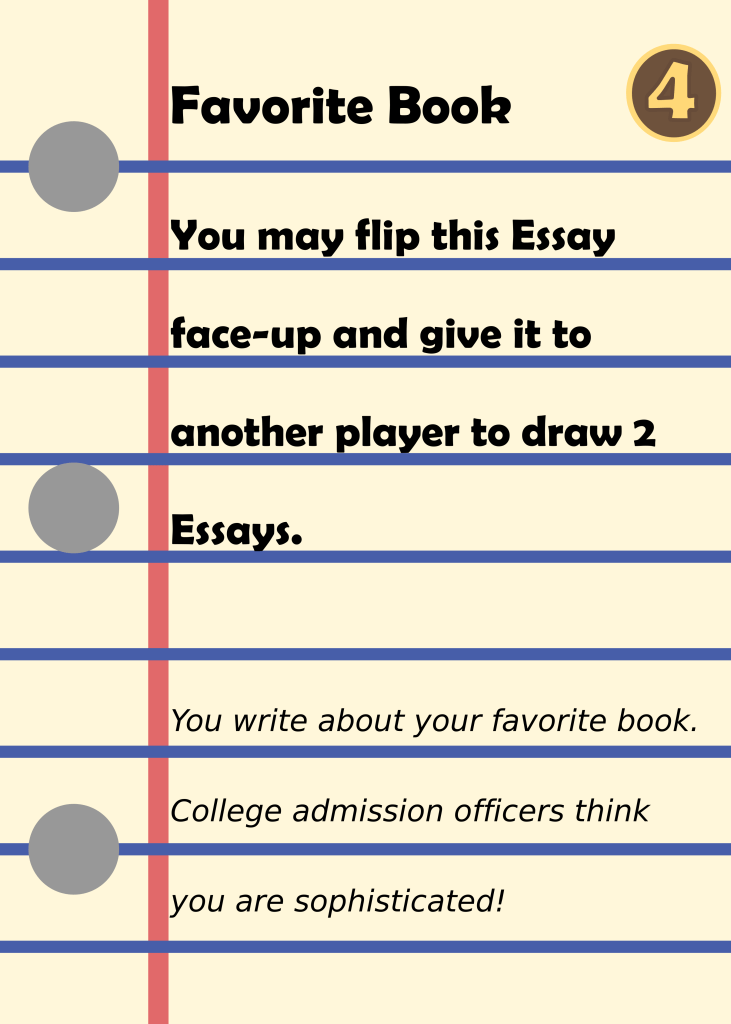 Favorite Book
4
You may flip this Essay
face-up and give it to
another player to draw 2
Essays.
You write about your favorite book.
College admission officers think
you are sophisticated!